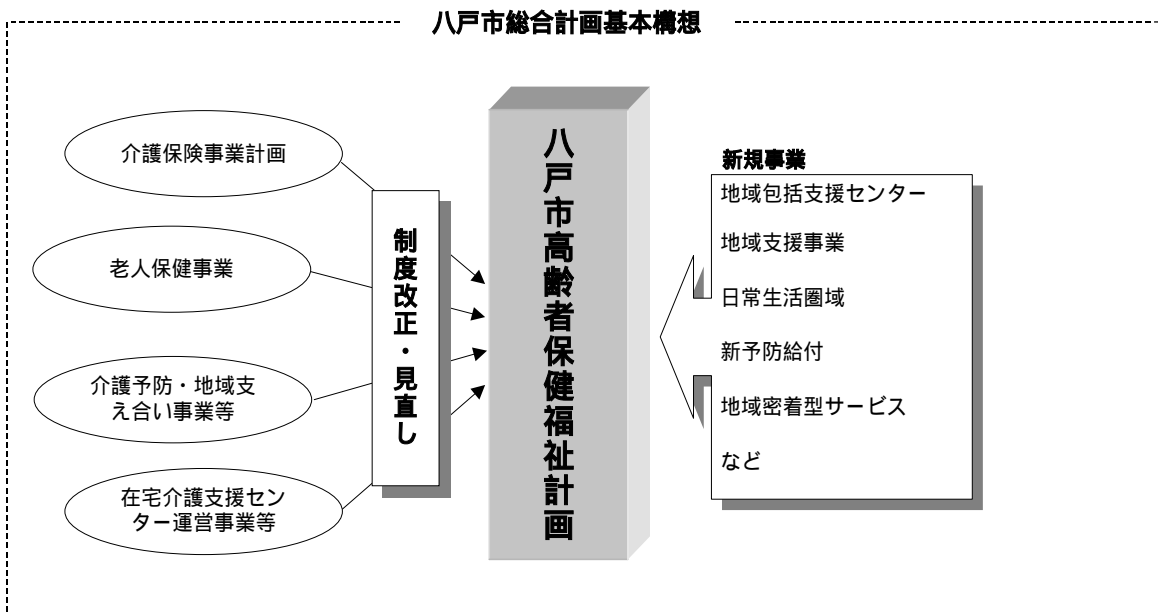 八戸市総合計画基本構想
介護保険事業計画
老人保健事業
介護予防・地域支
え合い事業等
在宅介護支援セン
ター運営事業等
制度改正・見直し
八戸市高齢者保健福祉計画
新規事業
地域包括支援センター
地域支援事業
日常生活圏域
新予防給付
地域密着型サービス
など